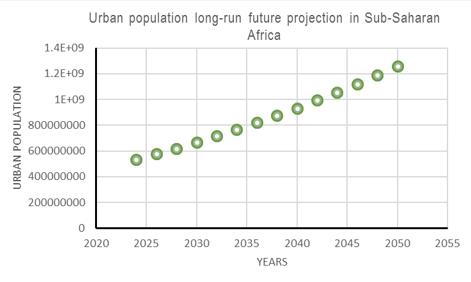 Urban population long-run future projection in Sub-Saharan
Africa
URBAN POPULATION
1.4E+09
1.2E+09
1E+09
800000000
600000000
400000000
200000000
0
2020 2025 2030 2035 2040 2045 2050 2055
YEARS